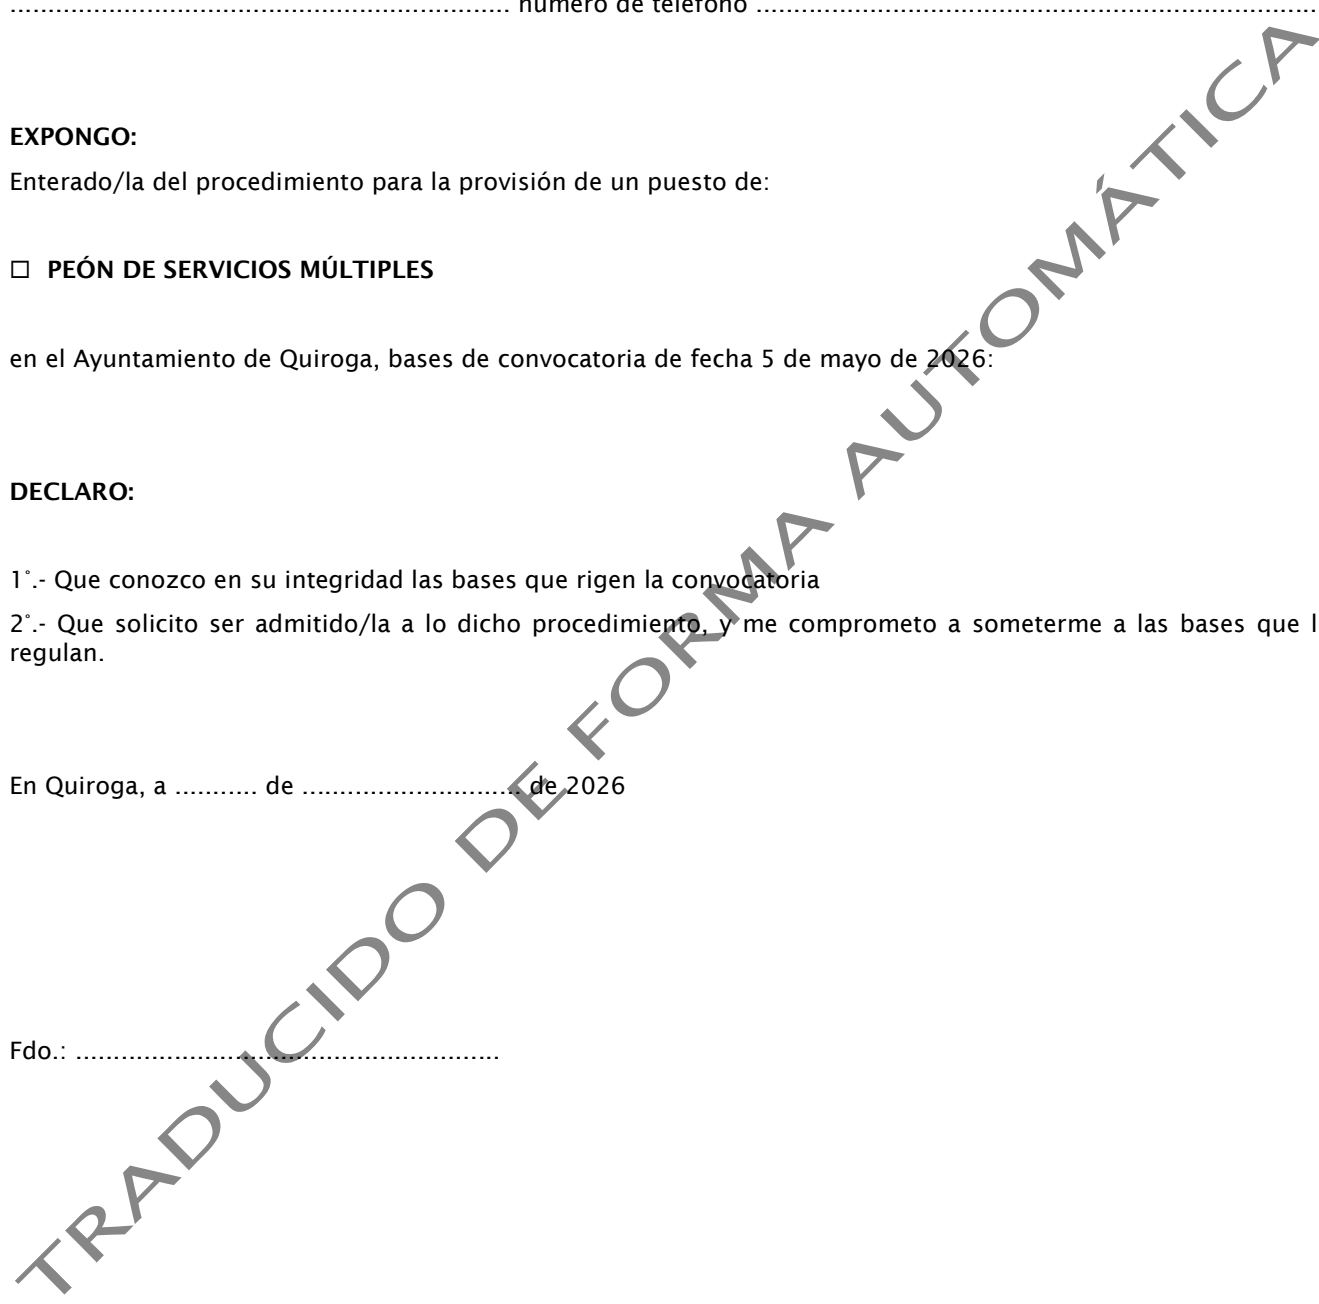 ................................................................... número de teléfono ...........................................................................
EXPONGO:
Enterado/la del procedimiento para la provisión de un puesto de:
☐ PEÓN DE SERVICIOS MÚLTIPLES
en el Ayuntamiento de Quiroga, bases de convocatoria de fecha 5 de mayo de 2026:
DECLARO:
1°.- Que conozco en su integridad las bases que rigen la convocatoria
2°.- Que solicito ser admitido/la a lo dicho procedimiento, y me comprometo a someterme a las bases que l
regulan.
En Quiroga, a ........... de ............................. de 2026
Fdo.: ........................................................
TRADUCIDO DE FORMA AUTOMÁTICA